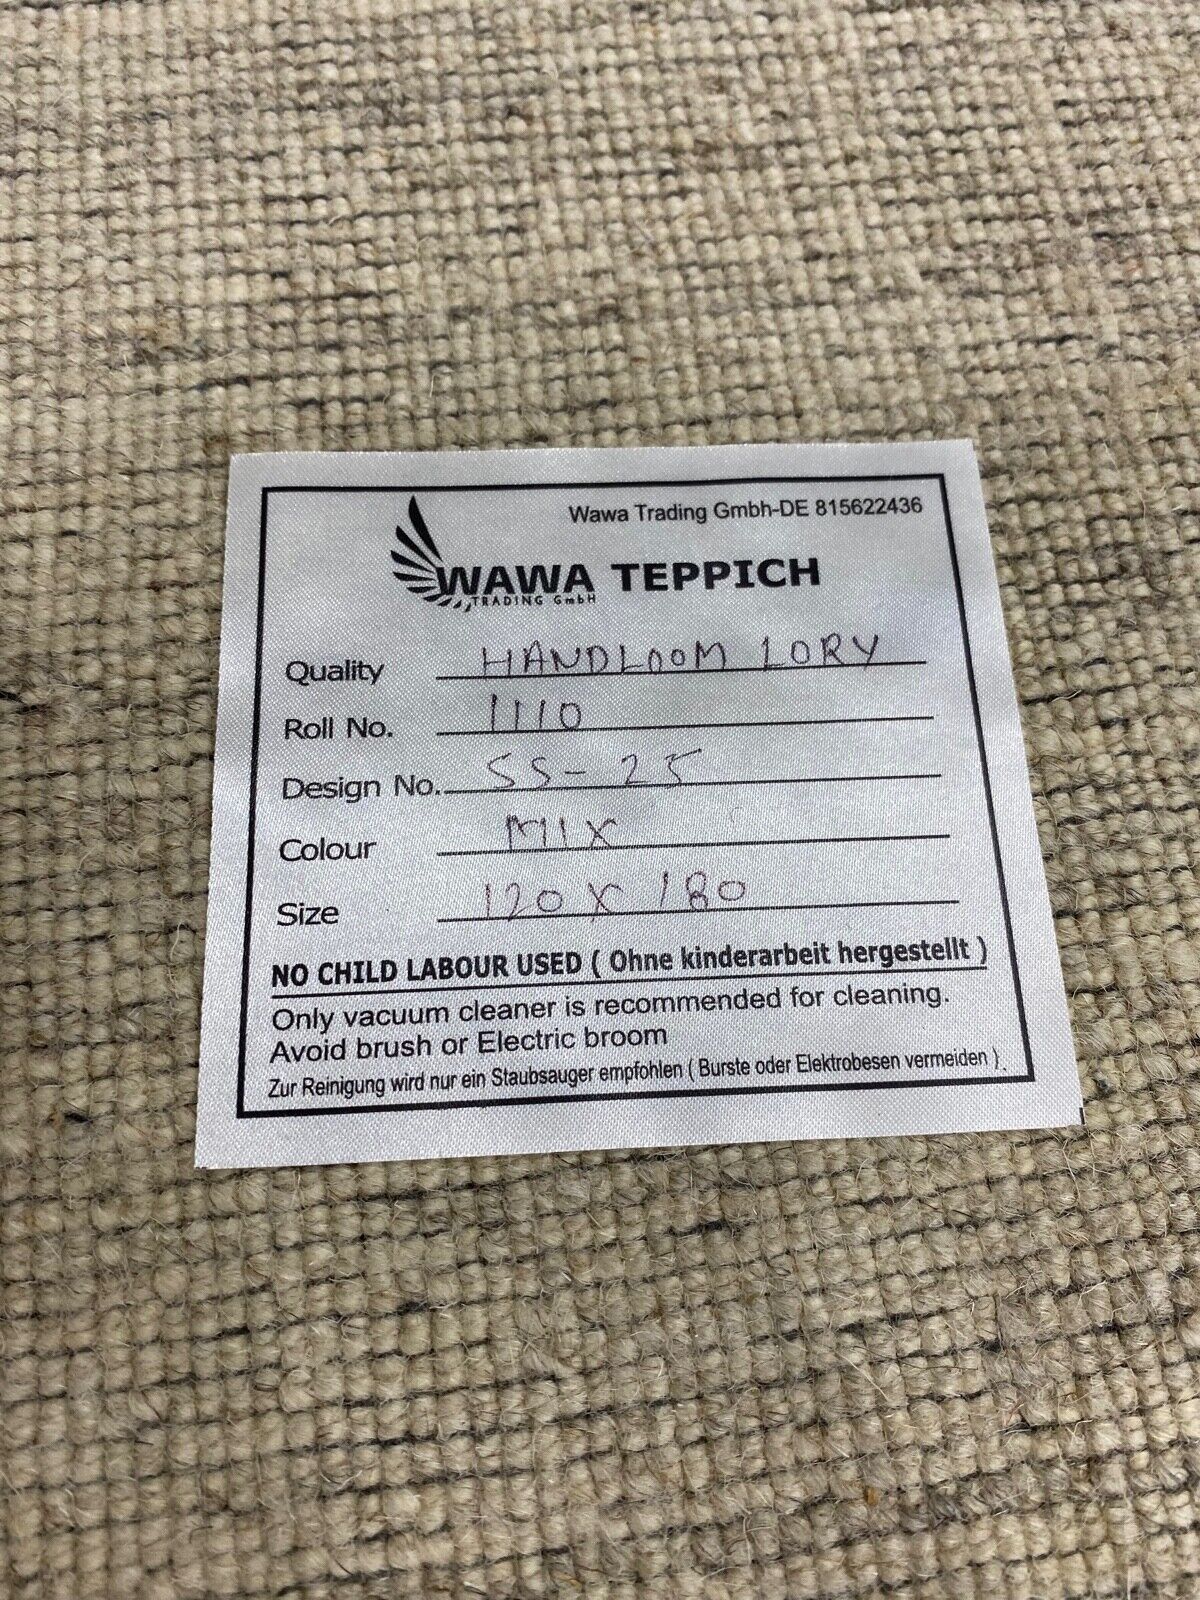 Wawa Trading Gmbh-DE 815622436
WAWA TEPPICH
TRADING GmbH
Quality HANDLOOM LORY
Roll No. 1110
Design No. SS-25
Colour MIX
Size 120 X 180
NO CHILD LABOUR USED ( Ohne kinderarbeit hergestellt )
Only vacuum cleaner is recommended for cleaning.
Avoid brush or Electric broom
Zur Reinigung wird nur ein Staubsauger empfohlen ( Burste oder Elektrobesen vermeiden ).